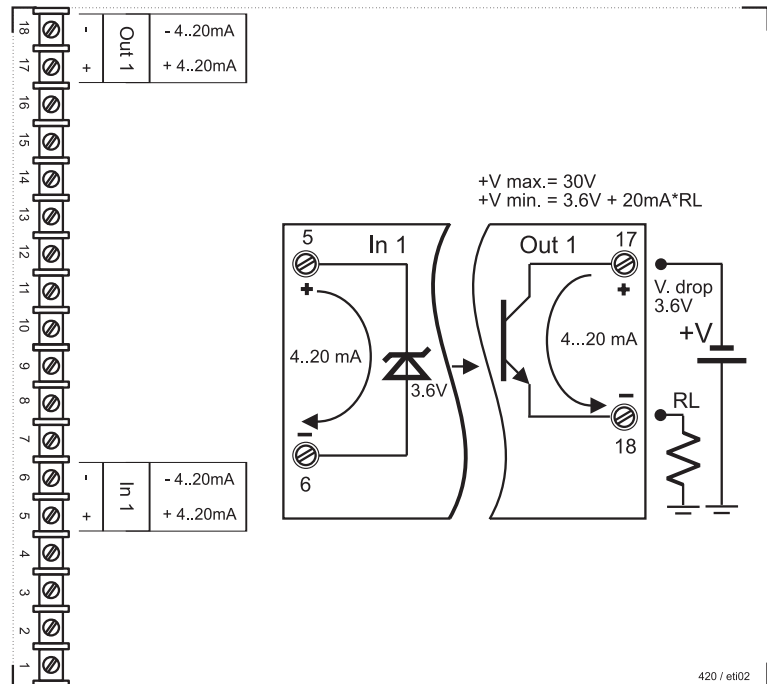 18 - Out 1 - 4..20mA
17 + + 4..20mA
16
15
14
13
12
11
10
9
8
7
6 - In 1 - 4..20mA
5 + + 4..20mA
4
3
2
1
+V max.= 30V
+V min. = 3.6V + 20mA*RL
5 In 1
+
4..20 mA
3.6V
-
6
Out 1 17
+
4...20 mA
-
18
V. drop
3.6V
+V
RL
420 / eti02